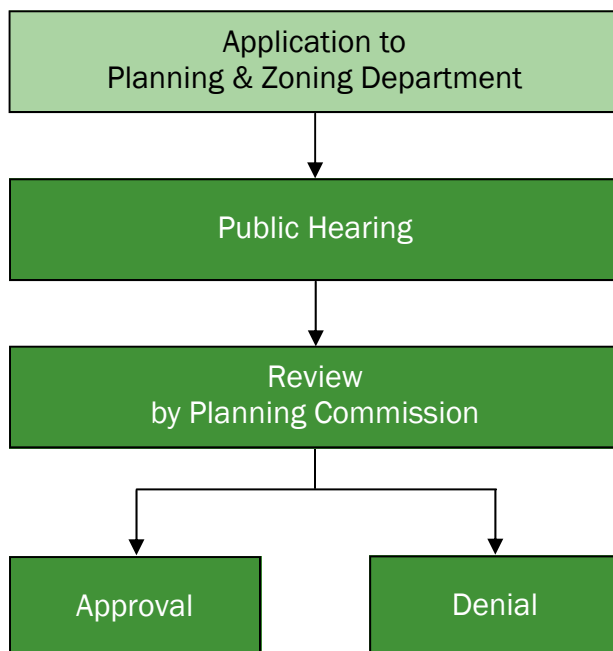 Application to
Planning & Zoning Department
Public Hearing
Review
by Planning Commission
Approval
Denial